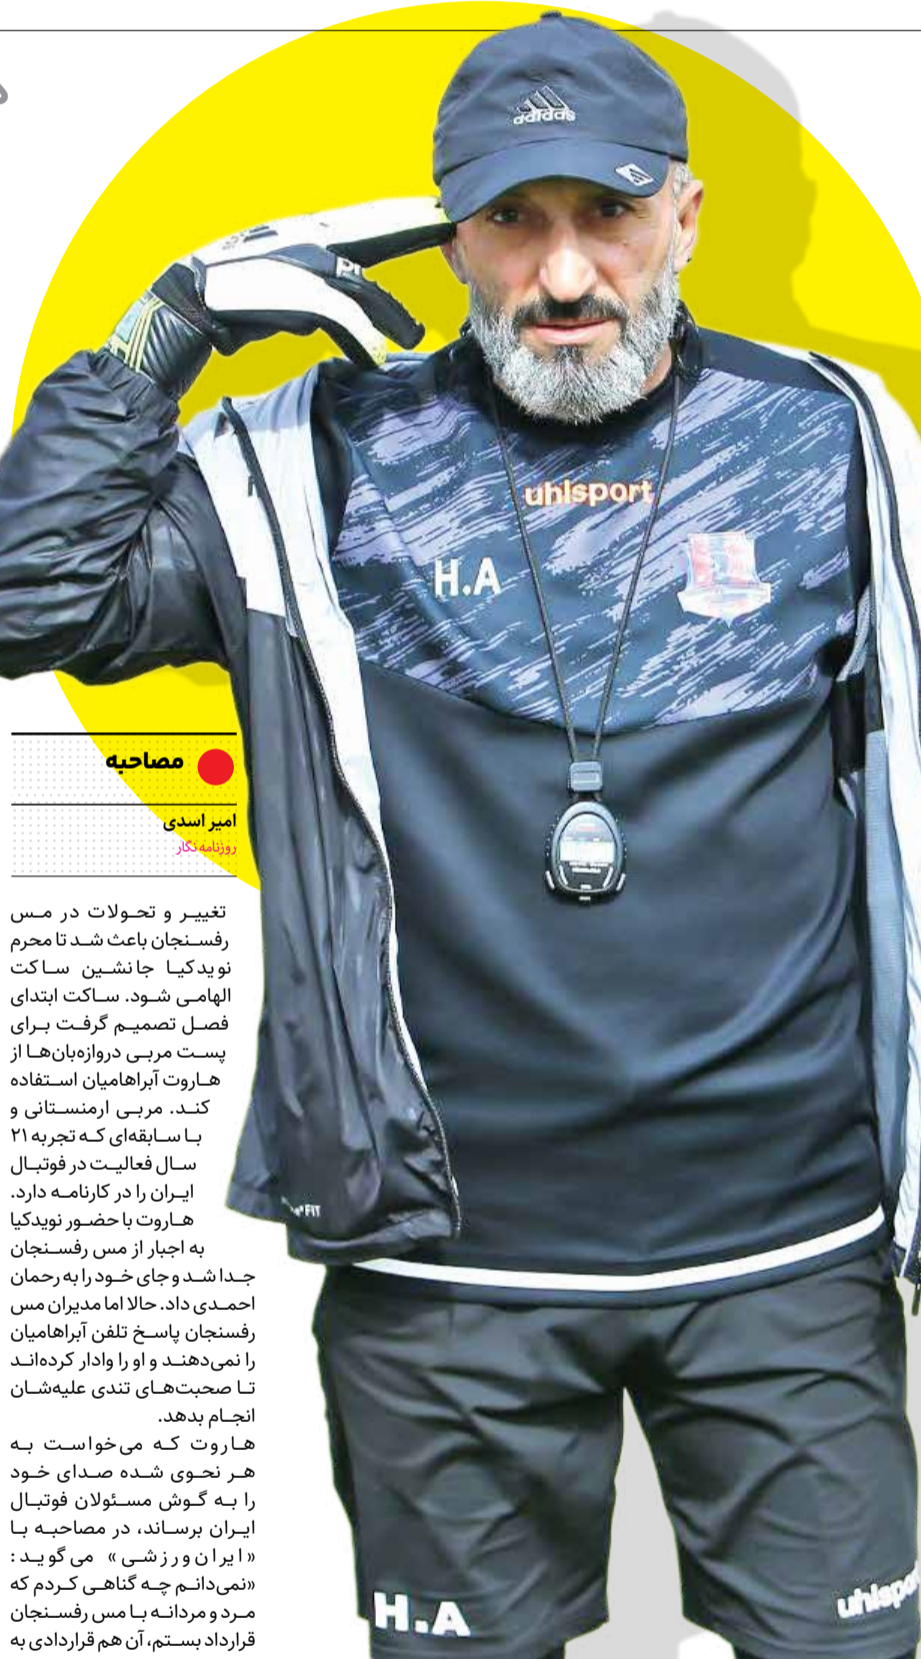 adidas
uhlsport
H.A
مصاحبه
امیر اسدی
روزنامه‌نگار
تغییر و تحولات در مس
رفسنجان باعث شد تا محرم
نویدکیا جانشین ساکت
الهامی شود. ساکت ابتدای
فصل تصمیم گرفت برای
پست مربی دروازه‌بان‌ها از
هاروت آبراهامیان استفاده
کند. مربی ارمنستانی و
با سابقه‌ای که تجربه ۲۱
سال فعالیت در فوتبال
ایران را در کارنامه دارد.
هاروت با حضور نویدکیا
به اجبار از مس رفسنجان
جدا شد و جای خود را به رحمان
احمدی داد. حالا اما مدیران مس
رفسنجان پاسخ تلفن آبراهامیان
را نمی‌دهند و او را وادار کرده‌اند
تا صحبت‌های تندی علیه‌شان
انجام بدهد.
هاروت که می‌خواست به
هر نحوی شده صدای خود
را به گوش مسئولان فوتبال
ایران برساند، در مصاحبه با
«ایران‌ورزشی» می‌گوید:
«نمی‌دانم چه گناهی کردم که
مرد و مردانه با مس رفسنجان
قرارداد بستم، آن هم قراردادی به
H.A
uhlspor